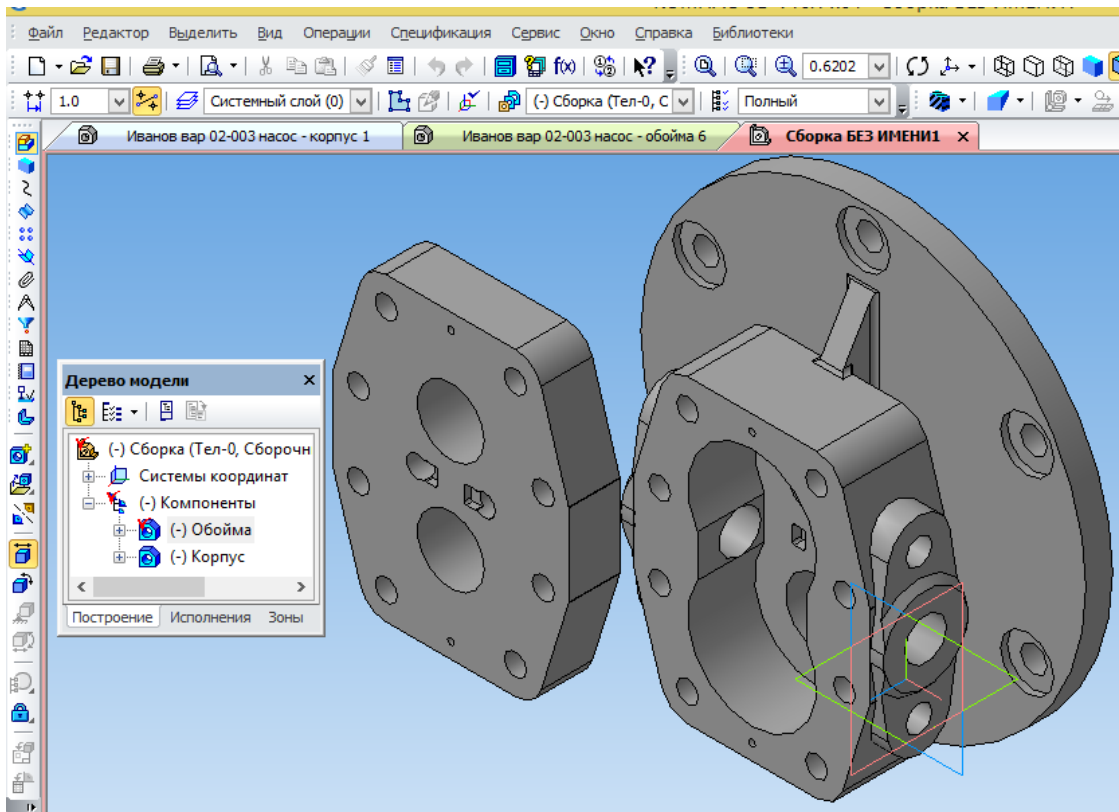 Файл Редактор Выделить Вид Операции Спецификация Сервис Окно Справка Библиотеки
0.6202
1.0 Системный слой (0) (-) Сборка (Тел-0, С Полный
Иванов вар 02-003 насос - корпус 1 Иванов вар 02-003 насос - обойма 6 Сборка БЕЗ ИМЕНИ1
Дерево модели
(-) Сборка (Тел-0, Сборочн
Системы координат
(-) Компоненты
(-) Обойма
(-) Корпус
Построение Исполнения Зоны